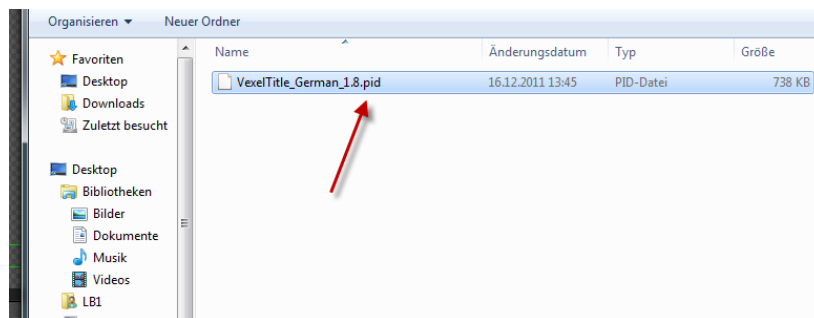 Organisieren Neuer Ordner
Favoriten
Desktop
Downloads
Zuletzt besucht
Desktop
Bibliotheken
Bilder
Dokumente
Musik
Videos
LB1
Name Änderungsdatum Typ Größe
VexelTitle_German_1.8.pid 16.12.2011 13:45 PID-Datei 738 KB